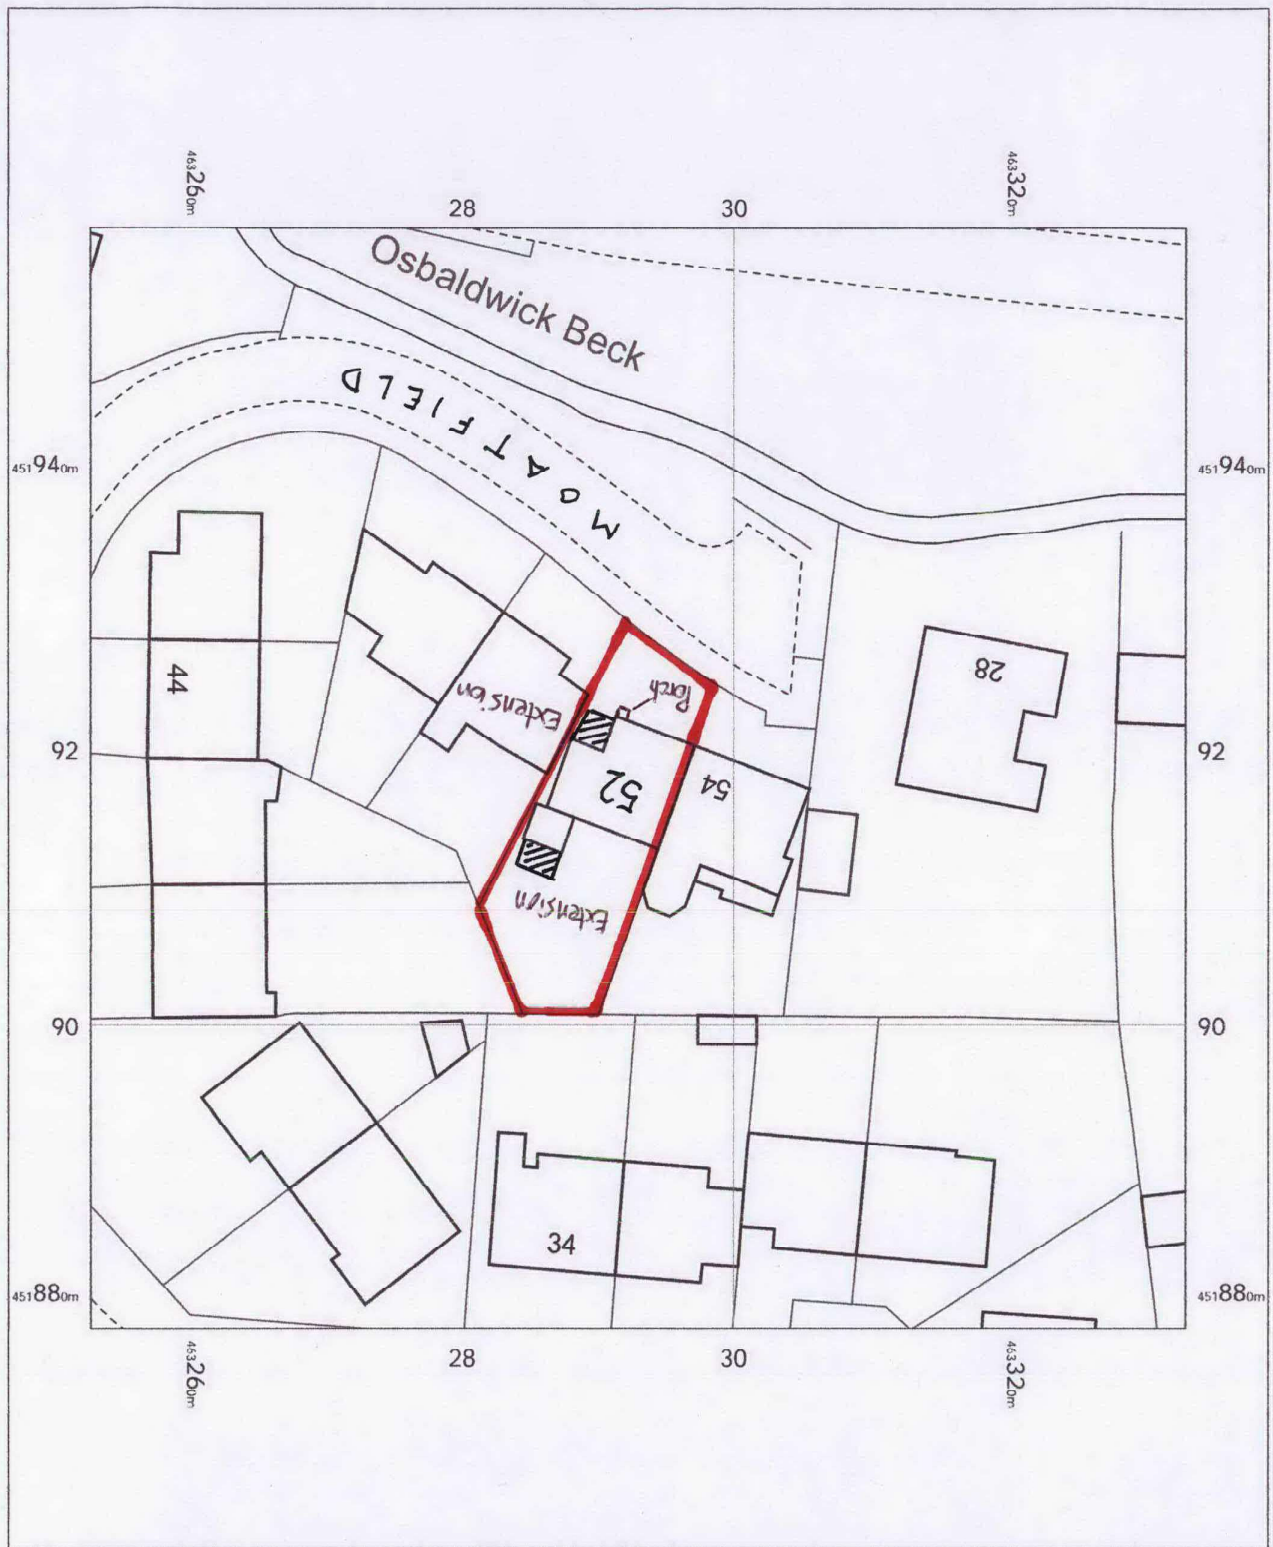 463260m
28
30
463320m
Osbaldwick Beck
MOATFIELD
451940m
451940m
44
Extension
Porch
28
92
52
54
92
Extension
90
90
34
451880m
451880m
463260m
28
30
463320m